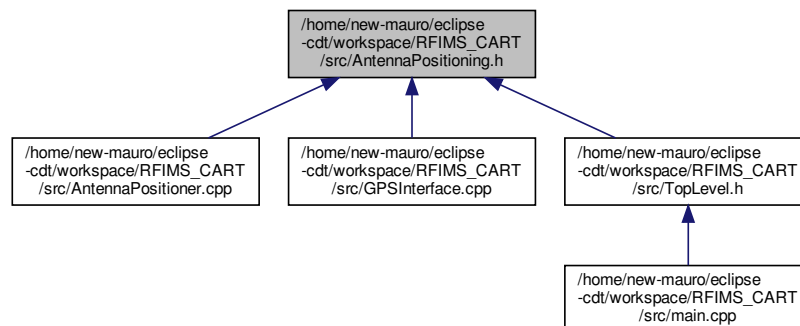 /home/new-mauro/eclipse
-cdt/workspace/RFIMS_CART
/src/AntennaPositioning.h
/home/new-mauro/eclipse
-cdt/workspace/RFIMS_CART
/src/AntennaPositioner.cpp
/home/new-mauro/eclipse
-cdt/workspace/RFIMS_CART
/src/GPSInterface.cpp
/home/new-mauro/eclipse
-cdt/workspace/RFIMS_CART
/src/TopLevel.h
/home/new-mauro/eclipse
-cdt/workspace/RFIMS_CART
/src/main.cpp